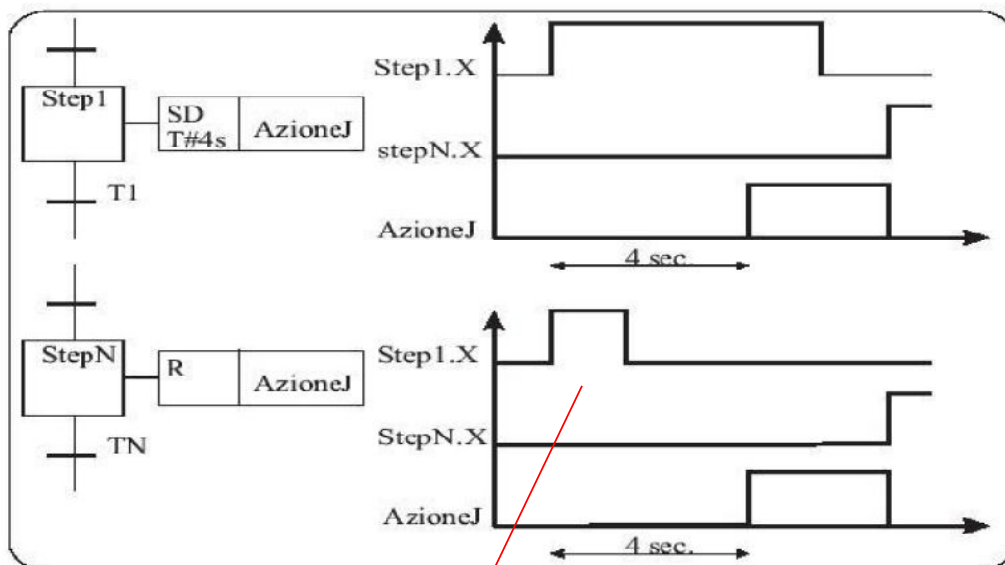 Step1
SD
T#4s
AzioneJ
T1
Step1.X
stepN.X
AzioneJ
4 sec.
StepN
R
AzioneJ
TN
Step1.X
StepN.X
AzioneJ
4 sec.